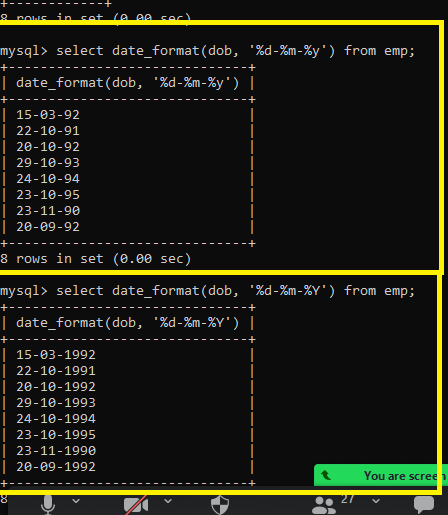 +------------+
8 rows in set (0.00 sec)
mysql> select date_format(dob, '%d-%m-%y') from emp;
+------------------------------+
| date_format(dob, '%d-%m-%y') |
+------------------------------+
| 15-03-92 |
| 22-10-91 |
| 20-10-92 |
| 29-10-93 |
| 24-10-94 |
| 23-10-95 |
| 23-11-90 |
| 20-09-92 |
+------------------------------+
8 rows in set (0.00 sec)
mysql> select date_format(dob, '%d-%m-%Y') from emp;
+------------------------------+
| date_format(dob, '%d-%m-%Y') |
+------------------------------+
| 15-03-1992 |
| 22-10-1991 |
| 20-10-1992 |
| 29-10-1993 |
| 24-10-1994 |
| 23-10-1995 |
| 23-11-1990 |
| 20-09-1992 |
You are screen
+------------------------------+
8
27